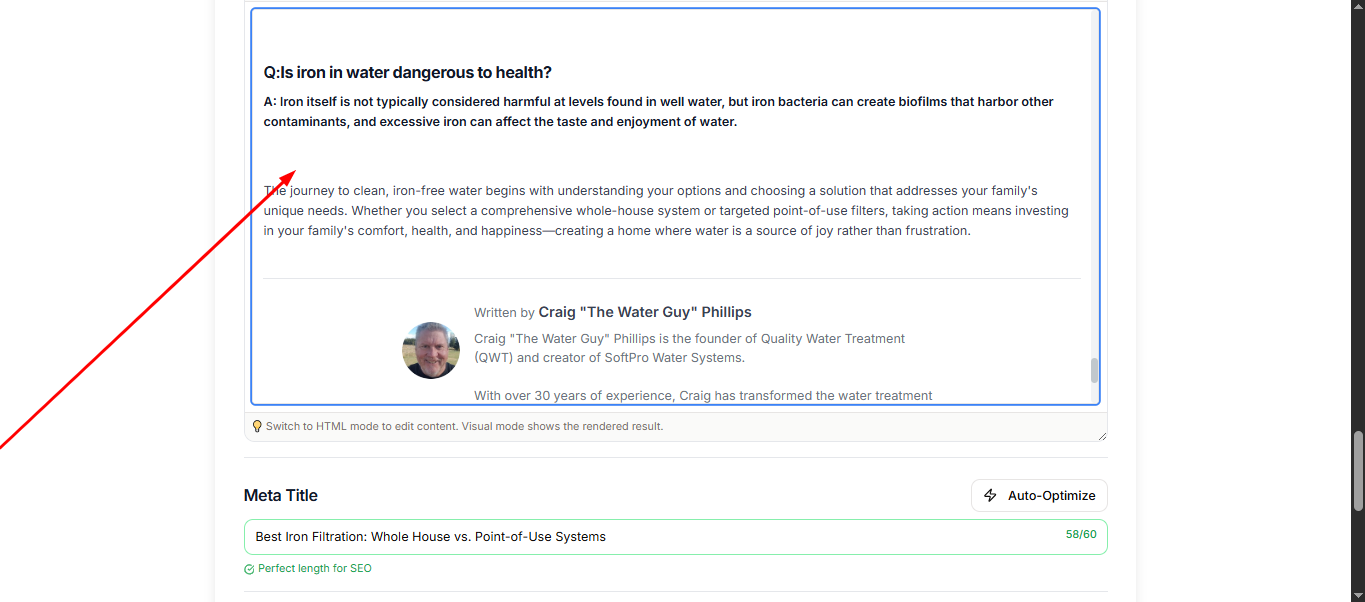 Q:Is iron in water dangerous to health?
A: Iron itself is not typically considered harmful at levels found in well water, but iron bacteria can create biofilms that harbor other
contaminants, and excessive iron can affect the taste and enjoyment of water.
The journey to clean, iron-free water begins with understanding your options and choosing a solution that addresses your family's
unique needs. Whether you select a comprehensive whole-house system or targeted point-of-use filters, taking action means investing
in your family's comfort, health, and happiness—creating a home where water is a source of joy rather than frustration.
Written by Craig "The Water Guy" Phillips
Craig "The Water Guy" Phillips is the founder of Quality Water Treatment
(QWT) and creator of SoftPro Water Systems.
With over 30 years of experience, Craig has transformed the water treatment
Switch to HTML mode to edit content. Visual mode shows the rendered result.
Meta Title
Auto-Optimize
Best Iron Filtration: Whole House vs. Point-of-Use Systems
58/60
Perfect length for SEO